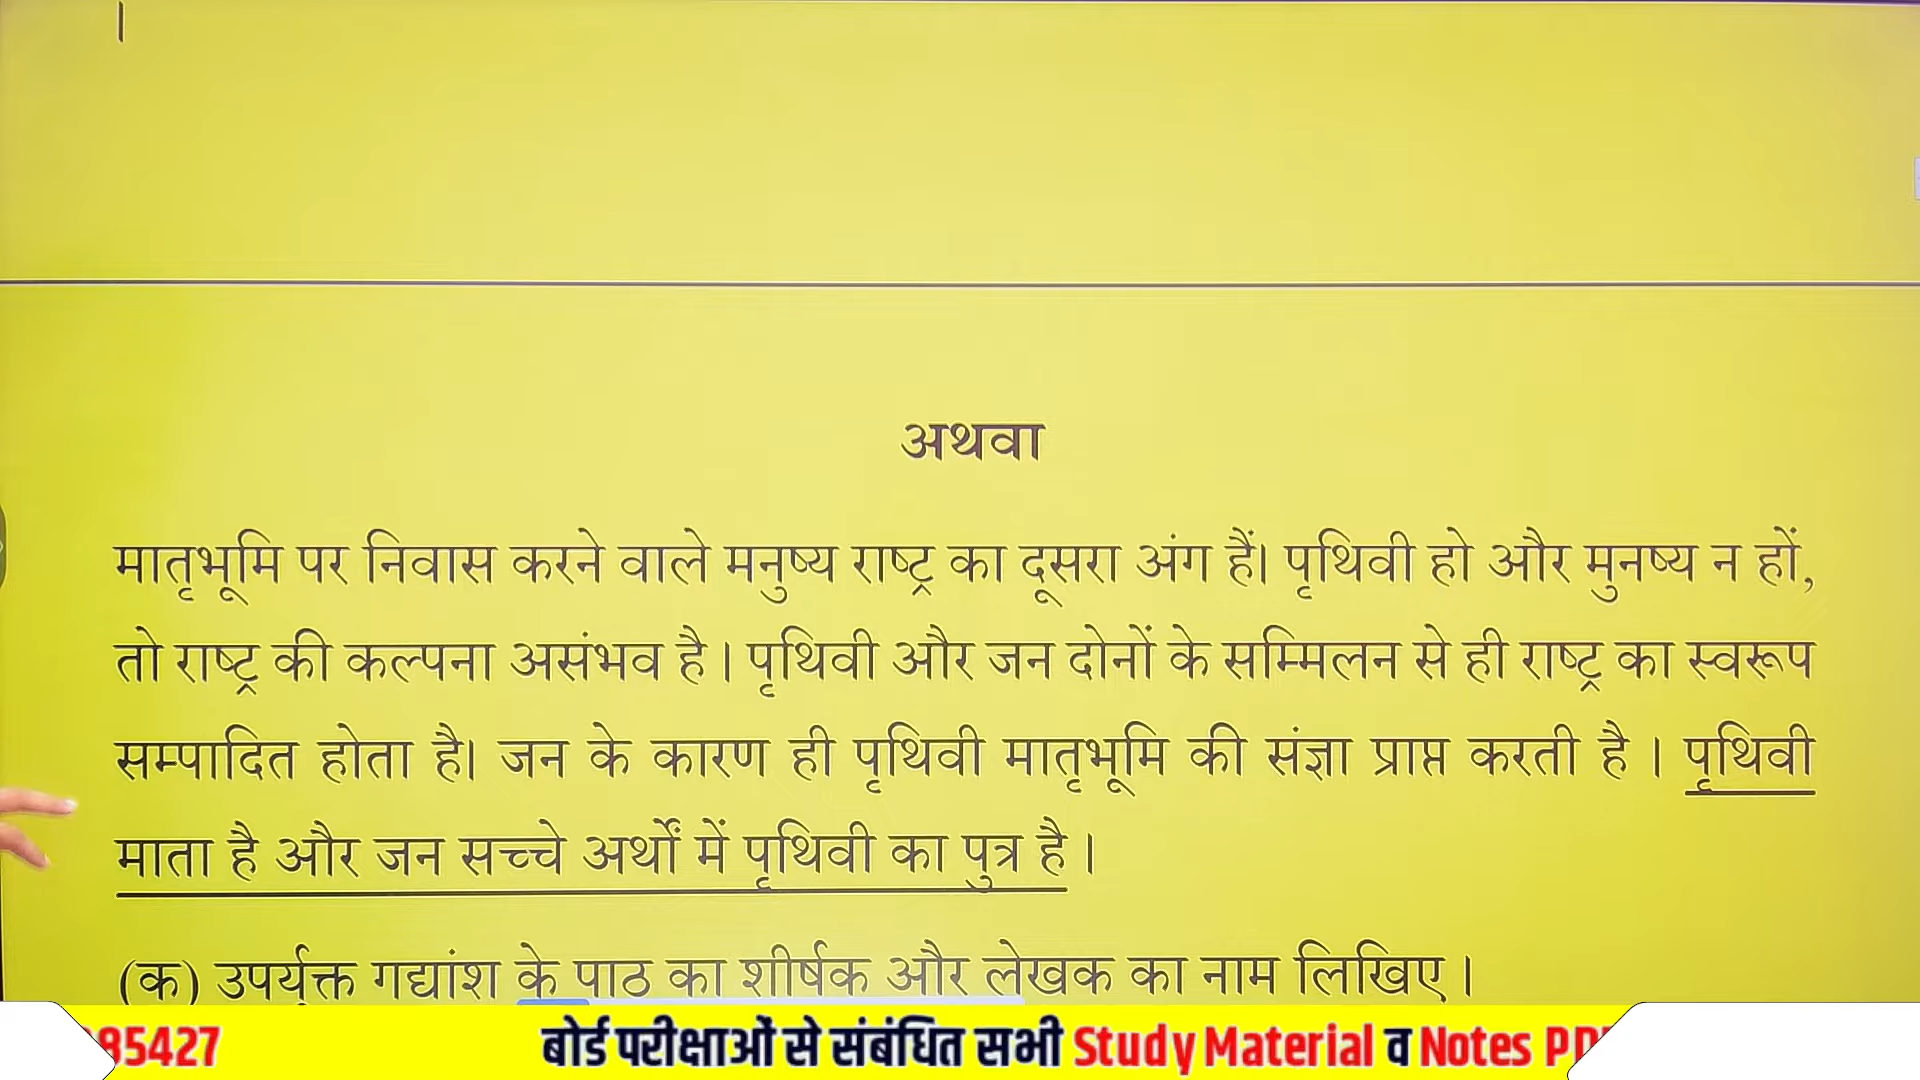 अथवा
मातृभूमि पर निवास करने वाले मनुष्य राष्ट्र का दूसरा अंग हैं। पृथिवी हो और मुनष्य न हों,
तो राष्ट्र की कल्पना असंभव है । पृथिवी और जन दोनों के सम्मिलन से ही राष्ट्र का स्वरूप
सम्पादित होता है। जन के कारण ही पृथिवी मातृभूमि की संज्ञा प्राप्त करती है । पृथिवी
माता है और जन सच्चे अर्थों में पृथिवी का पुत्र है ।
(क) उपर्युक्त गद्यांश के पाठ का शीर्षक और लेखक का नाम लिखिए ।
85427 बोर्ड परीक्षाओं से संबंधित सभी Study Material व Notes